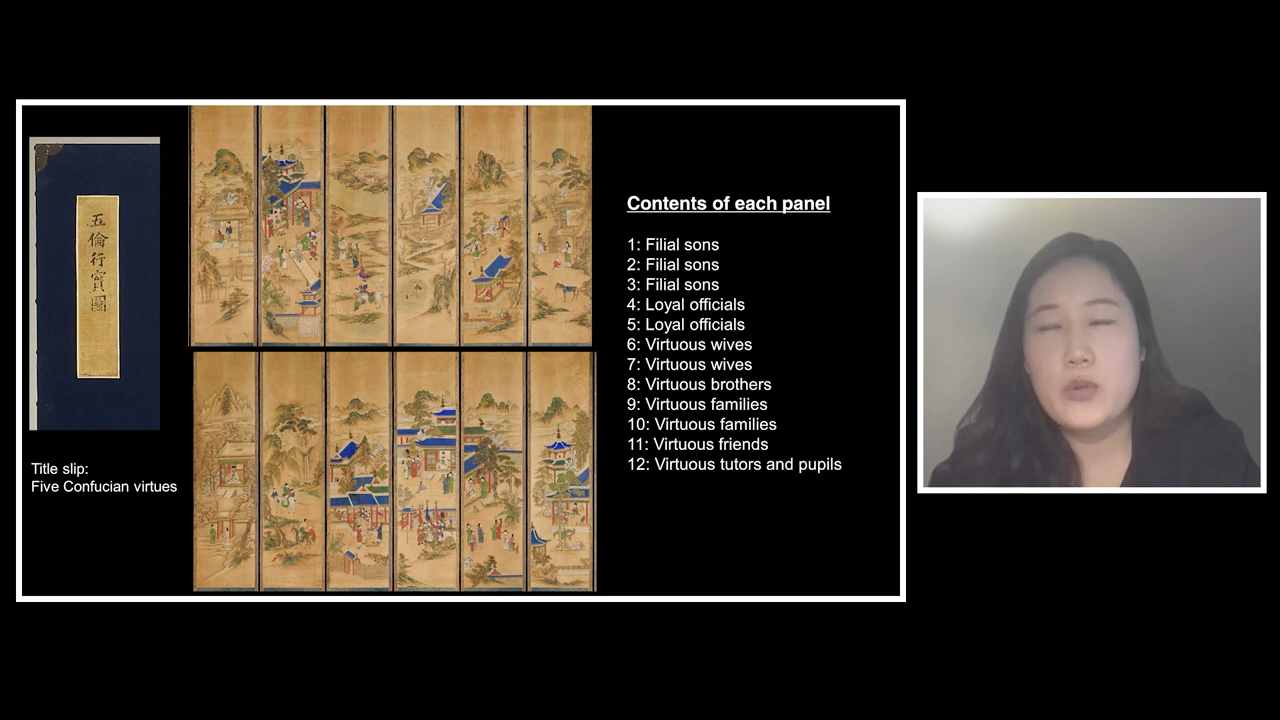 五倫行實圖
Title slip:
Five Confucian virtues
Contents of each panel
1: Filial sons
2: Filial sons
3: Filial sons
4: Loyal officials
5: Loyal officials
6: Virtuous wives
7: Virtuous wives
8: Virtuous brothers
9: Virtuous families
10: Virtuous families
11: Virtuous friends
12: Virtuous tutors and pupils